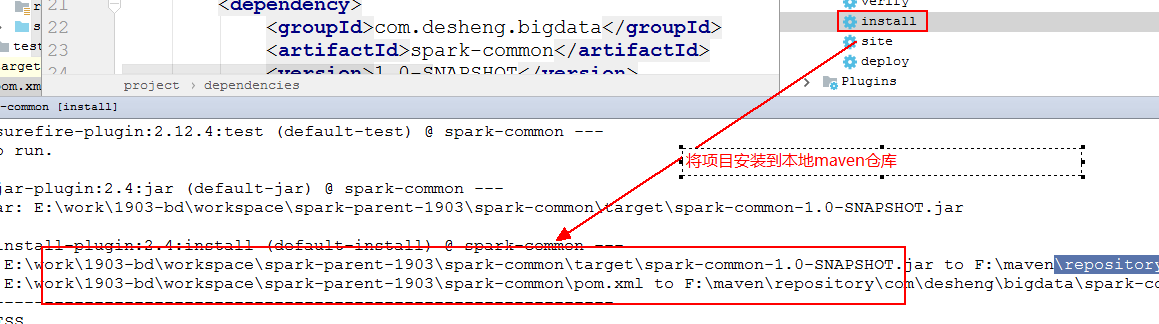 r
s
test
target
pom.xm
21
22
23
24
<dependency>
<groupId>com.desheng.bigdata</groupId>
<artifactId>spark-common</artifactId>
<version>1.0-SNAPSHOT</version>
project › dependencies
verify
install
site
deploy
Plugins
-common [install]
surefire-plugin:2.12.4:test (default-test) @ spark-common ---
o run.
将项目安装到本地maven仓库
jar-plugin:2.4:jar (default-jar) @ spark-common ---
ar: E:\work\1903-bd\workspace\spark-parent-1903\spark-common\target\spark-common-1.0-SNAPSHOT.jar
install-plugin:2.4:install (default-install) @ spark-common ---
E:\work\1903-bd\workspace\spark-parent-1903\spark-common\target\spark-common-1.0-SNAPSHOT.jar to F:\maven\repository
E:\work\1903-bd\workspace\spark-parent-1903\spark-common\pom.xml to F:\maven\repository\com\desheng\bigdata\spark-co
------------------------------------------------------------
ESS